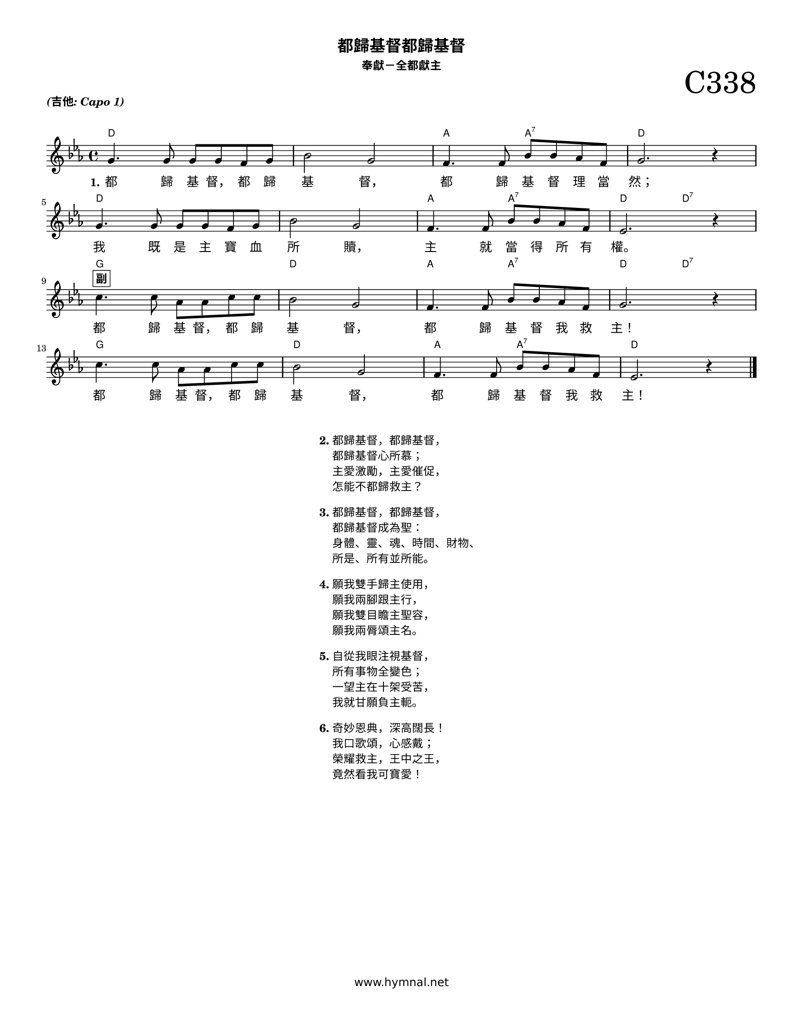 都歸基督都歸基督
奉獻－全都獻主
C338
(吉他: Capo 1)
D A A7 D
1. 都 歸 基 督， 都 歸 基 督， 都 歸 基 督 理 當 然；
5 D A A7 D D7
我 既 是 主 寶 血 所 贖， 主 就 當 得 所 有 權。
G D A A7 D D7
9 副
都 歸 基 督， 都 歸 基 督， 都 歸 基 督 我 救 主！
13 G D A A7 D
都 歸 基 督， 都 歸 基 督， 都 歸 基 督 我 救 主！
2. 都歸基督，都歸基督，
都歸基督心所慕；
主愛激勵，主愛催促，
怎能不都歸救主？
3. 都歸基督，都歸基督，
都歸基督成為聖：
身體、靈、魂、時間、財物、
所是、所有並所能。
4. 願我雙手歸主使用，
願我兩腳跟主行，
願我雙目瞻主聖容，
願我兩脣頌主名。
5. 自從我眼注視基督，
所有事物全變色；
一望主在十架受苦，
我就甘願負主軛。
6. 奇妙恩典，深高闊長！
我口歌頌，心感戴；
榮耀救主，王中之王，
竟然看我可寶愛！
www.hymnal.net